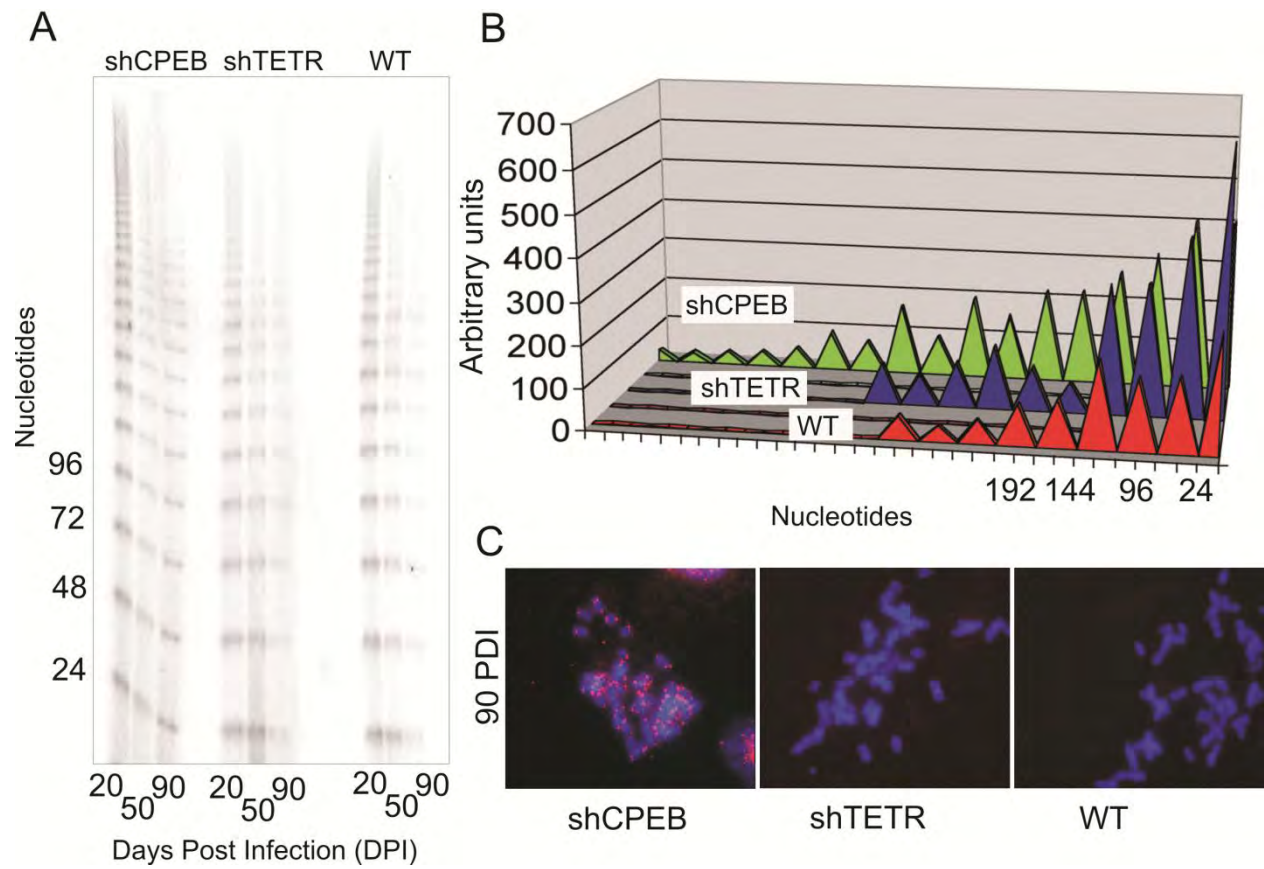 A
shCPEB shTETR WT
Nucleotides
96
72
48
24
20 50 90 20 50 90 20 50 90
Days Post Infection (DPI)
B
Arbitrary units
700
600
500
400
300
200
100
0
shCPEB
shTETR
WT
192 144 96 24
Nucleotides
C
90 PDI
shCPEB shTETR WT